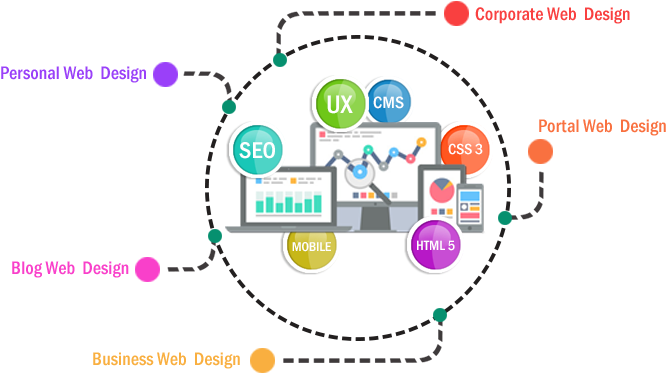 Corporate Web Design
Personal Web Design
UX
CMS
Portal Web Design
SEO
CSS 3
MOBILE
HTML 5
Blog Web Design
Business Web Design